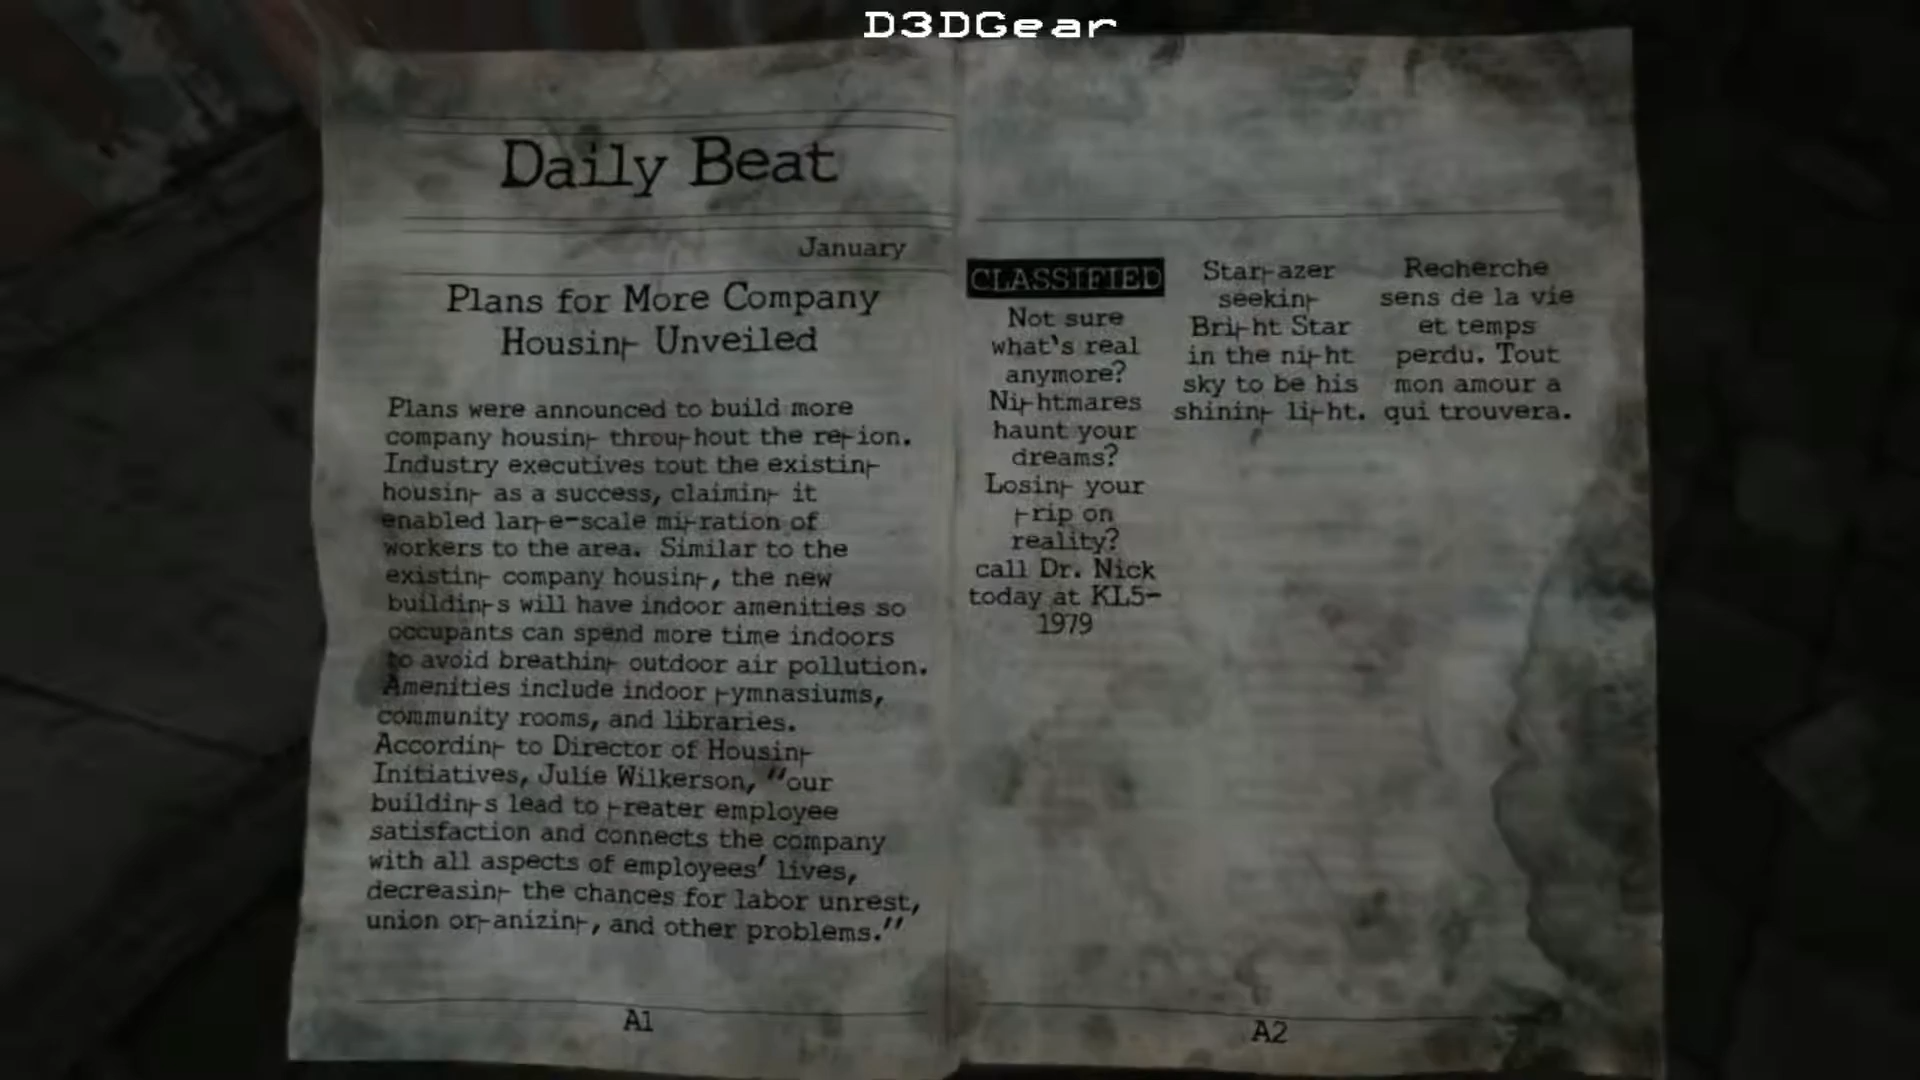 D3DGear
Daily Beat
January
Plans for More Company
Housin⊦ Unveiled
Plans were announced to build more
company housin⊦ throu⊦hout the re⊦ion.
Industry executives tout the existin⊦
housin⊦ as a success, claimin⊦ it
enabled lar⊦e-scale mi⊦ration of
workers to the area. Similar to the
existin⊦ company housin⊦, the new
buildin⊦s will have indoor amenities so
occupants can spend more time indoors
to avoid breathin⊦ outdoor air pollution.
Amenities include indoor ⊦ymnasiums,
community rooms, and libraries.
Accordin⊦ to Director of Housin⊦
Initiatives, Julie Wilkerson, "our
buildin⊦s lead to ⊦reater employee
satisfaction and connects the company
with all aspects of employees' lives,
decreasin⊦ the chances for labor unrest,
union or⊦anizin⊦, and other problems."
A1
CLASSIFIED
Not sure
what's real
anymore?
Ni⊦htmares
haunt your
dreams?
Losin⊦ your
⊦rip on
reality?
call Dr. Nick
today at KL5-
1979
Star⊦azer
seekin⊦
Bri⊦ht Star
in the ni⊦ht
sky to be his
shinin⊦ li⊦ht.
Recherche
sens de la vie
et temps
perdu. Tout
mon amour a
qui trouvera.
A2